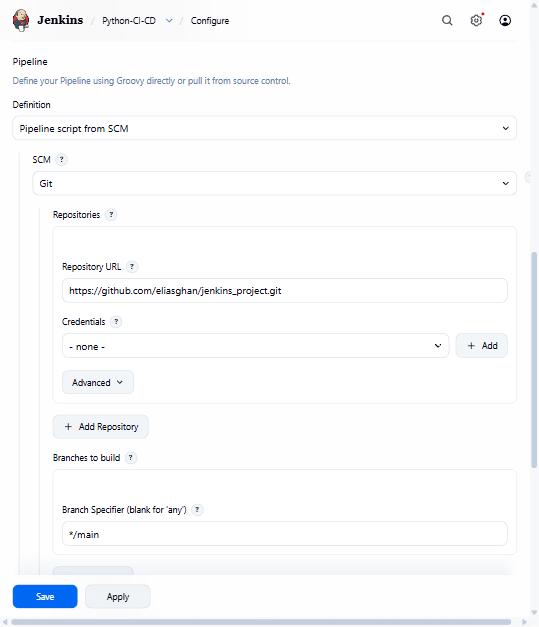 Jenkins / Python-CI-CD / Configure
Pipeline
Define your Pipeline using Groovy directly or pull it from source control.
Definition
Pipeline script from SCM
SCM ?
Git
Repositories ?
Repository URL ?
https://github.com/eliasghan/jenkins_project.git
Credentials ?
- none -
+ Add
Advanced
+ Add Repository
Branches to build ?
Branch Specifier (blank for 'any') ?
*/main
Save
Apply